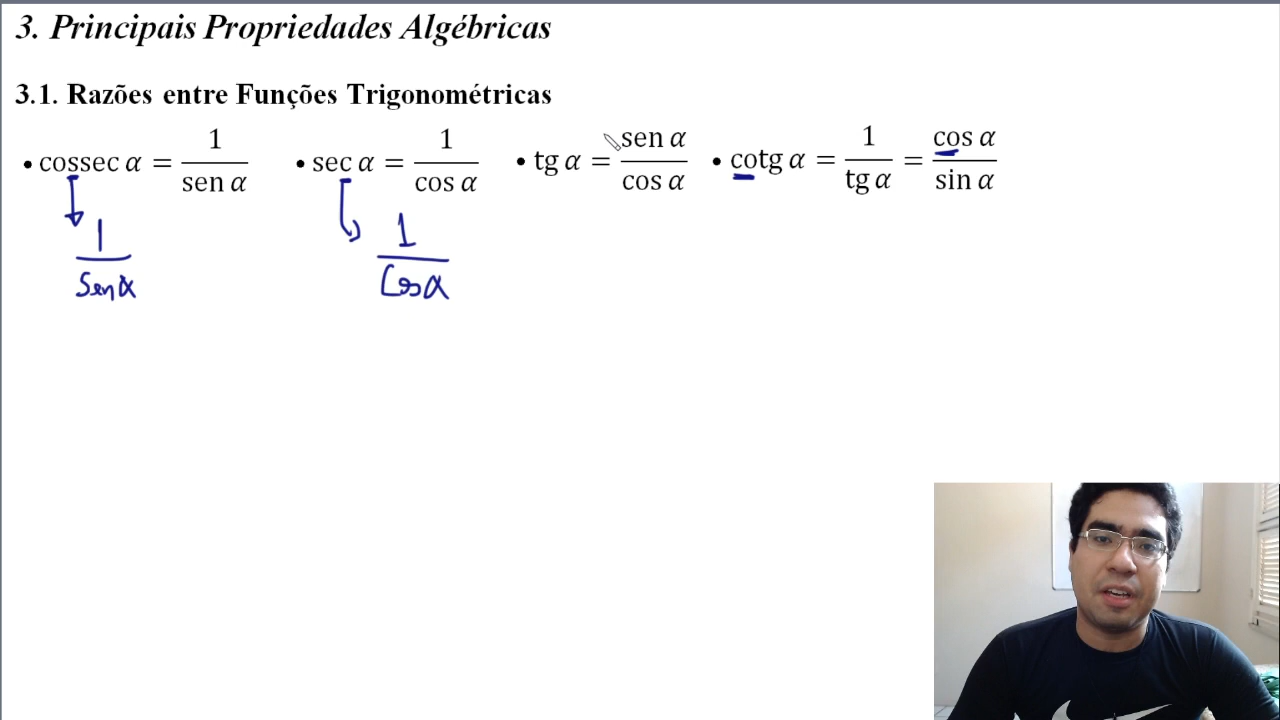 3. Principais Propriedades Algébricas
3.1. Razões entre Funções Trigonométricas
• cossec α = 1 / sen α • sec α = 1 / cos α • tg α = sen α / cos α • cotg α = 1 / tg α = cos α / sin α
1 / Sen α 1 / Cos α